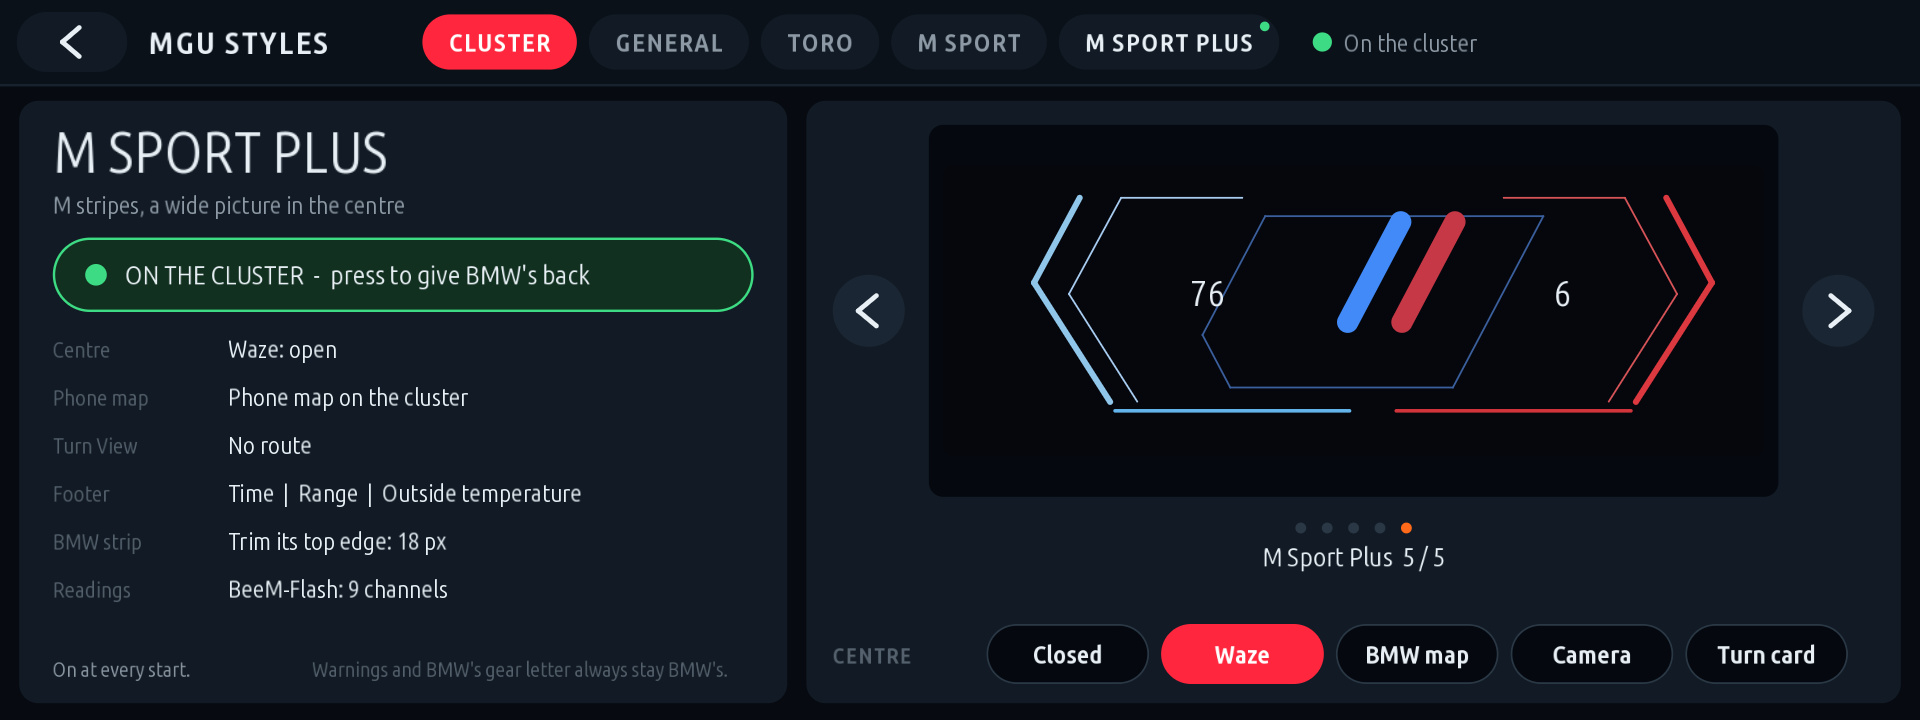 MGU STYLES
CLUSTER
GENERAL
TORO
M SPORT
M SPORT PLUS
On the cluster
M SPORT PLUS
M stripes, a wide picture in the centre
ON THE CLUSTER - press to give BMW's back
Centre Waze: open
Phone map Phone map on the cluster
Turn View No route
Footer Time | Range | Outside temperature
BMW strip Trim its top edge: 18 px
Readings BeeM-Flash: 9 channels
On at every start. Warnings and BMW's gear letter always stay BMW's.
76
6
M Sport Plus 5 / 5
CENTRE
Closed
Waze
BMW map
Camera
Turn card